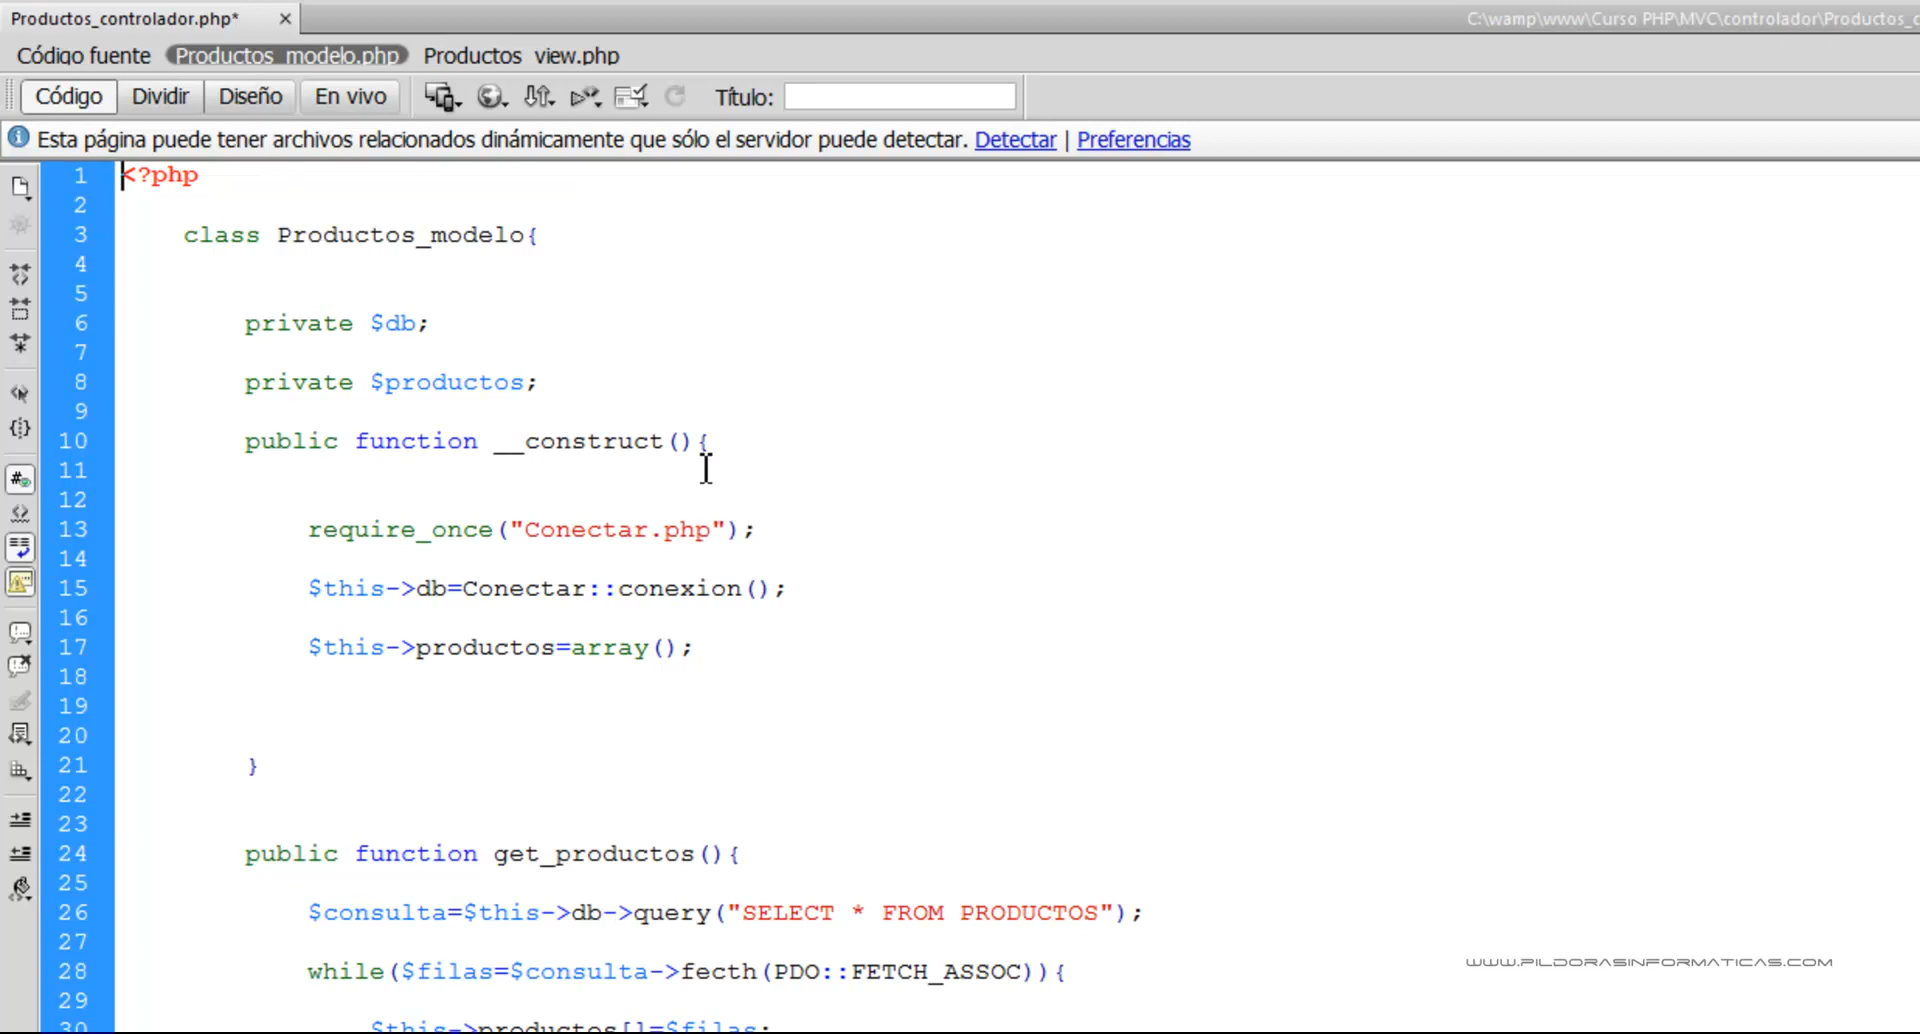 Productos_controlador.php* ×
C:\wamp\www\Curso PHP\MVC\controlador\Productos_c
Código fuente Productos_modelo.php Productos_view.php
Código Dividir Diseño En vivo Título:
Esta página puede tener archivos relacionados dinámicamente que sólo el servidor puede detectar. Detectar | Preferencias
1 <?php
2
3 class Productos_modelo{
4
5
6 private $db;
7
8 private $productos;
9
10 public function __construct(){
11
12
13 require_once("Conectar.php");
14
15 $this->db=Conectar::conexion();
16
17 $this->productos=array();
18
19
20
21 }
22
23
24 public function get_productos(){
25
26 $consulta=$this->db->query("SELECT * FROM PRODUCTOS");
27
28 while($filas=$consulta->fecth(PDO::FETCH_ASSOC)){
29
30 $this->productos[]=$filas;
WWW.PILDORASINFORMATICAS.COM